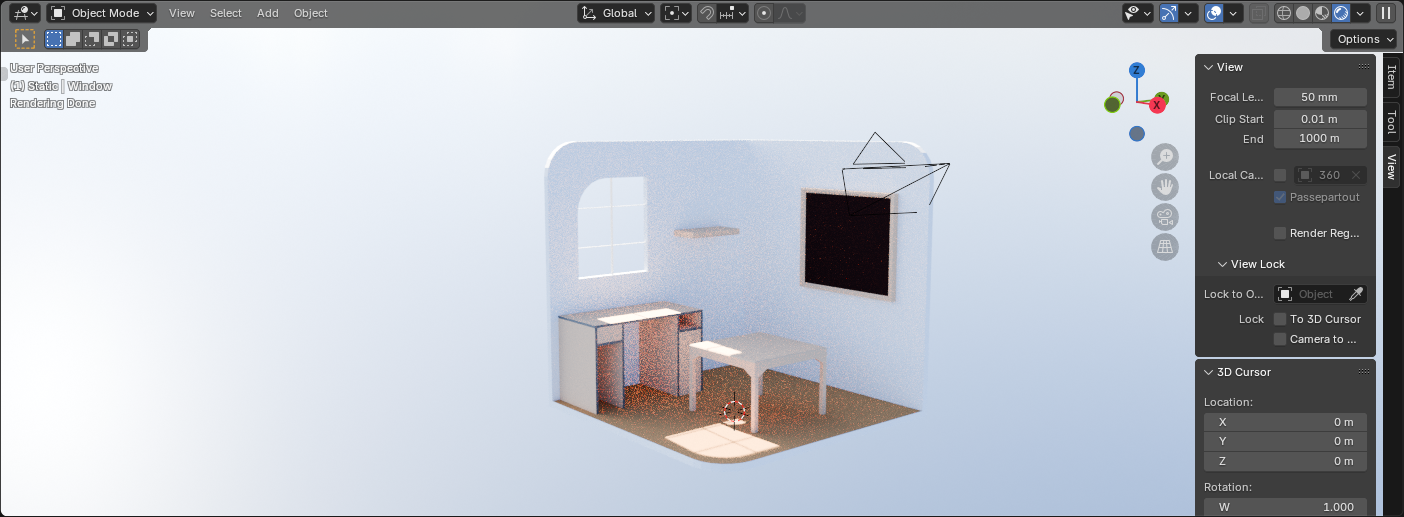 Object Mode View Select Add Object Global
Options
User Perspective
(1) Static | Window
Rendering Done
Z
Y
X
View
Focal Le... 50 mm
Clip Start 0.01 m
End 1000 m
Local Ca... 360
Passepartout
Render Reg...
View Lock
Lock to O... Object
Lock To 3D Cursor
Camera to ...
3D Cursor
Location:
X 0 m
Y 0 m
Z 0 m
Rotation:
W 1.000
Item
Tool
View